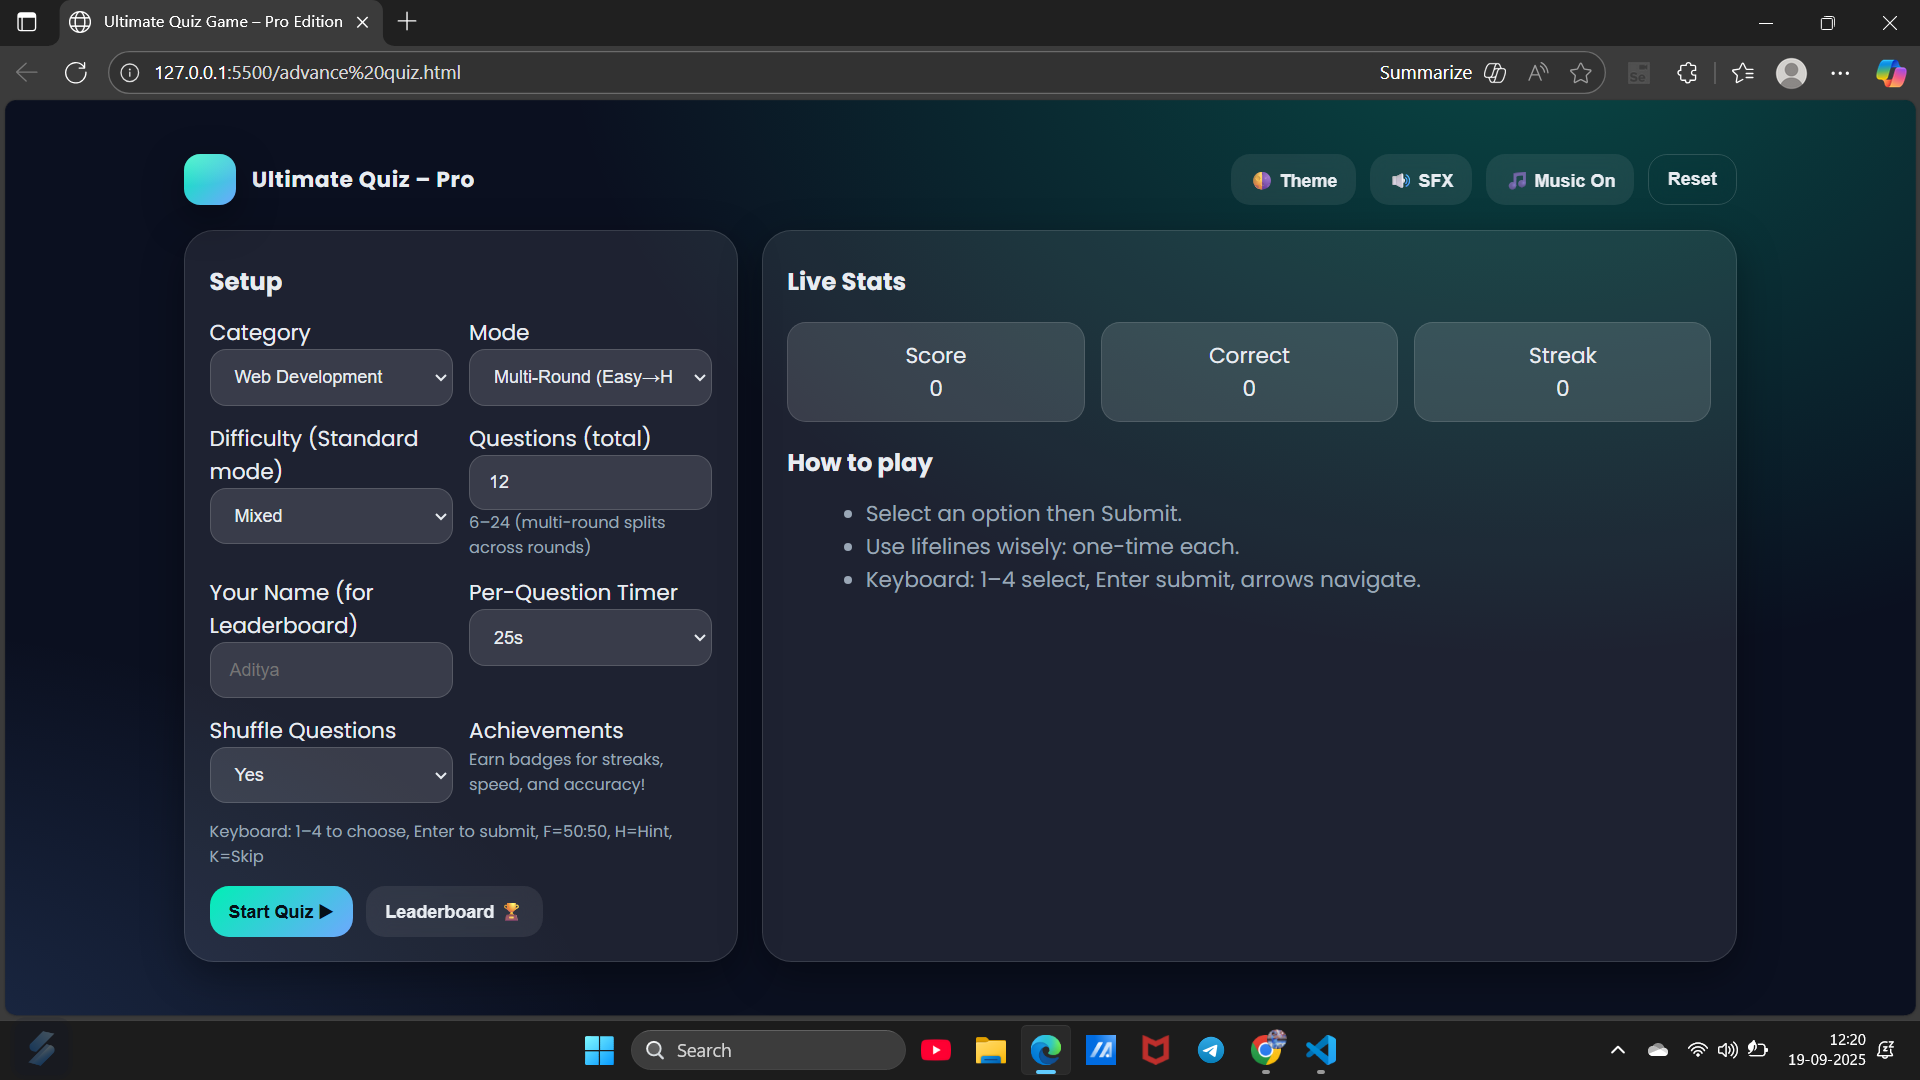 Ultimate Quiz Game – Pro Edition
127.0.0.1:5500/advance%20quiz.html
Summarize
Ultimate Quiz – Pro
Theme
SFX
Music On
Reset
Setup
Category
Mode
Web Development
Multi-Round (Easy→H
Difficulty (Standard
mode)
Questions (total)
Mixed
12
6–24 (multi-round splits
across rounds)
Your Name (for
Leaderboard)
Per-Question Timer
Aditya
25s
Shuffle Questions
Yes
Achievements
Earn badges for streaks,
speed, and accuracy!
Keyboard: 1–4 to choose, Enter to submit, F=50:50, H=Hint,
K=Skip
Start Quiz ▶
Leaderboard 🏆
Live Stats
Score
0
Correct
0
Streak
0
How to play
• Select an option then Submit.
• Use lifelines wisely: one-time each.
• Keyboard: 1–4 select, Enter submit, arrows navigate.
Search
12:20
19-09-2025